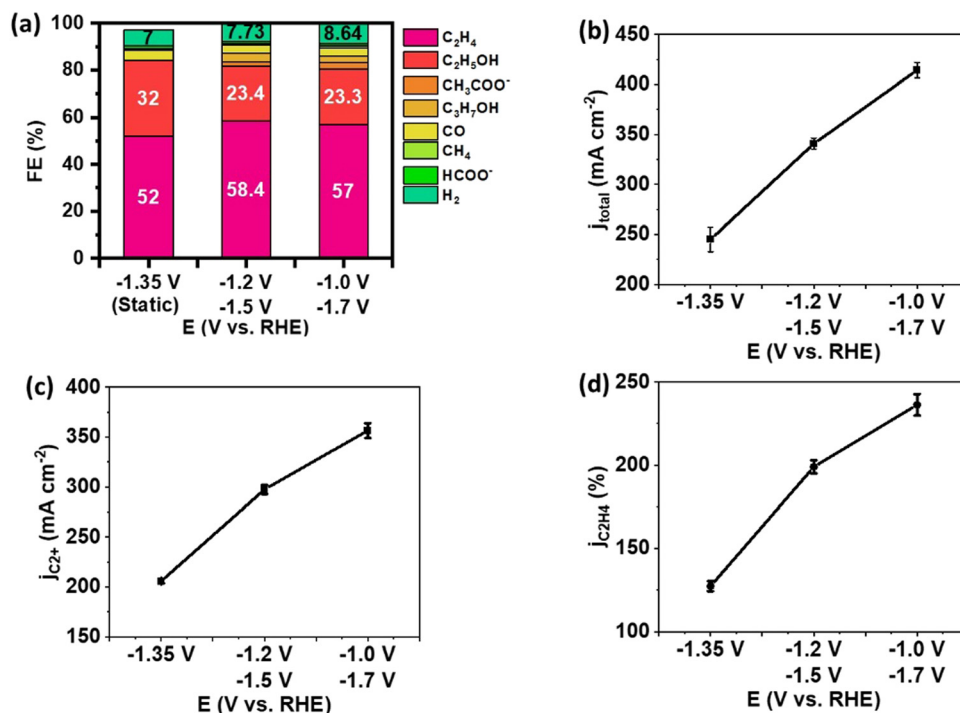 (a)
FE (%)
100
80
60
40
20
0
7
32
52
7.73
23.4
58.4
8.64
23.3
57
C₂H₄
C₂H₅OH
CH₃COO⁻
C₃H₇OH
CO
CH₄
HCOO⁻
H₂
-1.35 V -1.2 V -1.0 V
(Static) -1.5 V -1.7 V
E (V vs. RHE)
(b)
j_total (mA cm⁻²)
450
400
350
300
250
200
-1.35 V -1.2 V -1.0 V
-1.5 V -1.7 V
E (V vs. RHE)
(c)
j_C2+ (mA cm⁻²)
400
350
300
250
200
150
-1.35 V -1.2 V -1.0 V
-1.5 V -1.7 V
E (V vs. RHE)
(d)
j_C2H4 (%)
250
200
150
100
-1.35 V -1.2 V -1.0 V
-1.5 V -1.7 V
E (V vs. RHE)